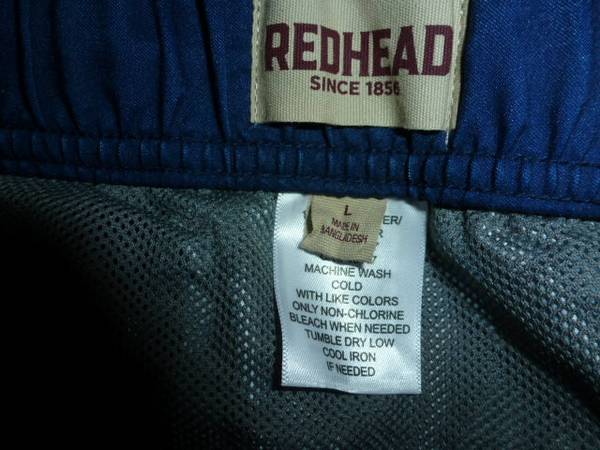 REDHEAD
SINCE 1856
L
MADE IN
BANGLADESH
MACHINE WASH
COLD
WITH LIKE COLORS
ONLY NON-CHLORINE
BLEACH WHEN NEEDED
TUMBLE DRY LOW
COOL IRON
IF NEEDED